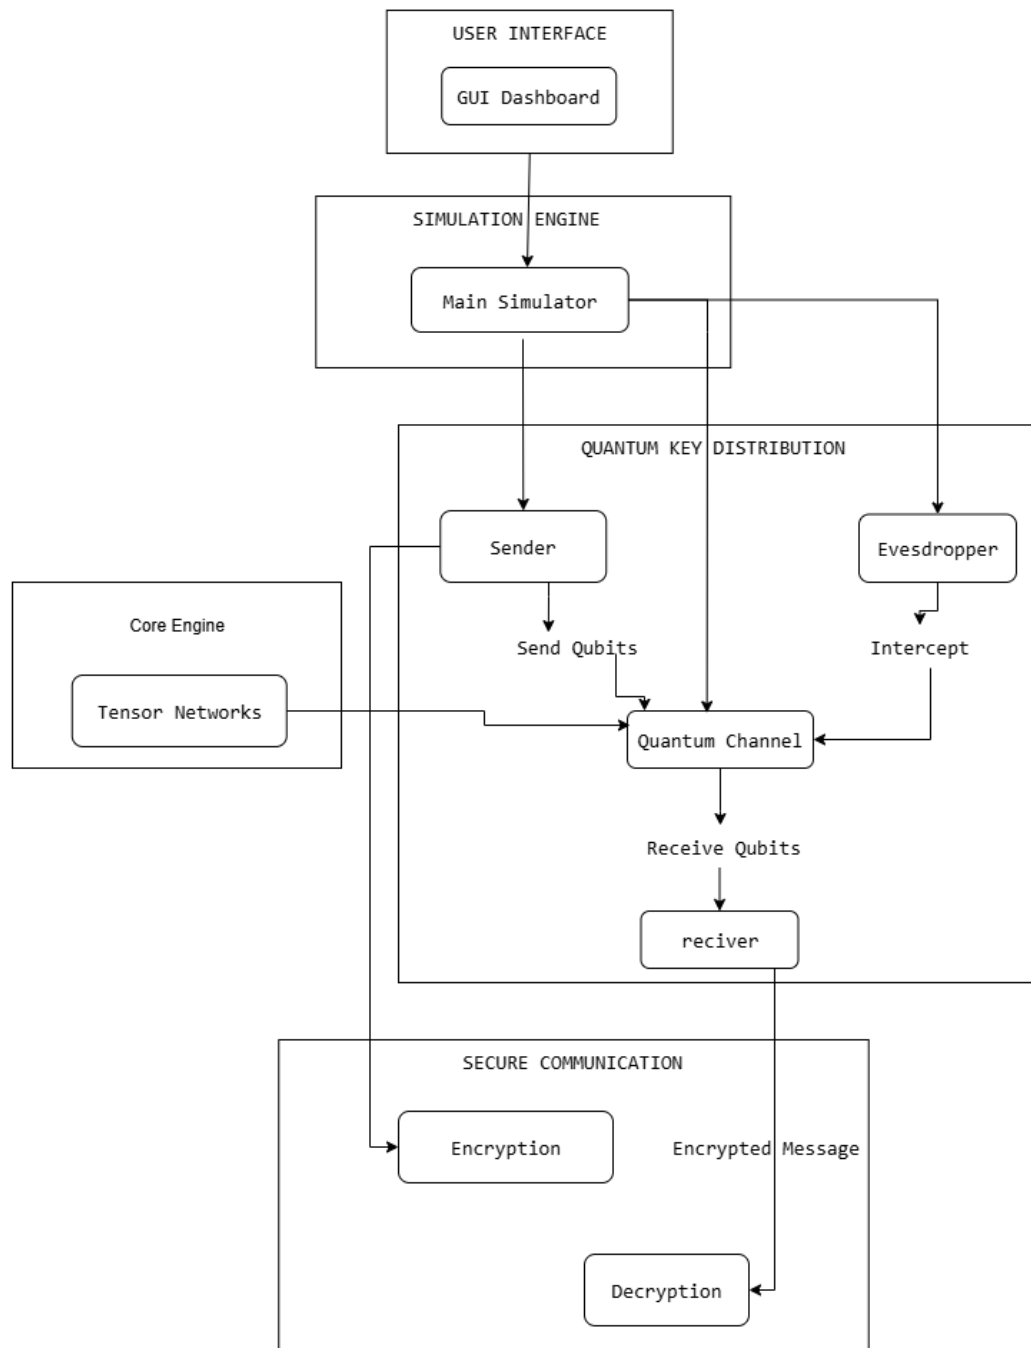 USER INTERFACE
GUI Dashboard
SIMULATION ENGINE
Main Simulator
QUANTUM KEY DISTRIBUTION
Sender
Evesdropper
Core Engine
Send Qubits
Intercept
Tensor Networks
Quantum Channel
Receive Qubits
reciver
SECURE COMMUNICATION
Encryption
Encrypted Message
Decryption